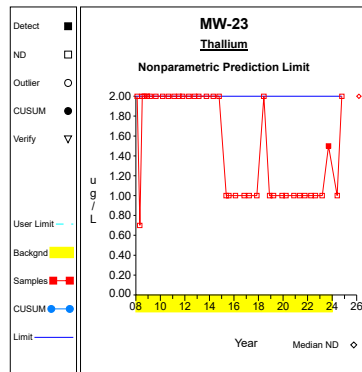 Detect
ND
Outlier
CUSUM
Verify
User Limit
Backgnd
Samples
CUSUM
Limit
MW-23
Thallium
Nonparametric Prediction Limit
ug/L
2.00
1.80
1.60
1.40
1.20
1.00
0.80
0.60
0.40
0.20
0.00
08 10 12 14 16 18 20 22 24 26
Year
Median ND